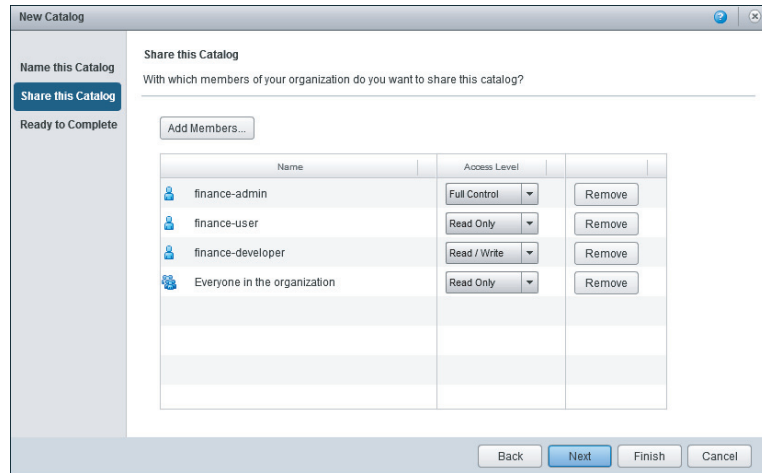 New Catalog
Name this Catalog
Share this Catalog
Ready to Complete
Share this Catalog
With which members of your organization do you want to share this catalog?
Add Members...
Name Access Level
finance-admin Full Control Remove
finance-user Read Only Remove
finance-developer Read / Write Remove
Everyone in the organization Read Only Remove
Back Next Finish Cancel